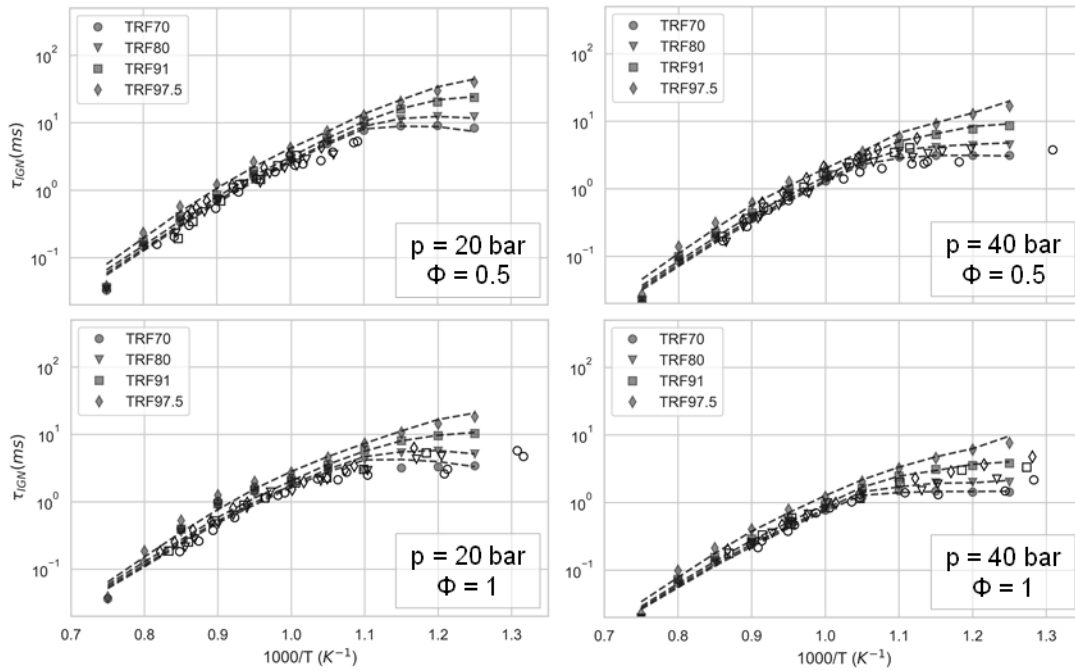 TRF70
TRF80
TRF91
TRF97.5
10²
10¹
10⁰
10⁻¹
τIGN(ms)
p = 20 bar
Φ = 0.5
TRF70
TRF80
TRF91
TRF97.5
10²
10¹
10⁰
10⁻¹
p = 40 bar
Φ = 0.5
TRF70
TRF80
TRF91
TRF97.5
10²
10¹
10⁰
10⁻¹
τIGN(ms)
p = 20 bar
Φ = 1
0.7 0.8 0.9 1.0 1.1 1.2 1.3
1000/T (K⁻¹)
TRF70
TRF80
TRF91
TRF97.5
10²
10¹
10⁰
10⁻¹
p = 40 bar
Φ = 1
0.7 0.8 0.9 1.0 1.1 1.2 1.3
1000/T (K⁻¹)